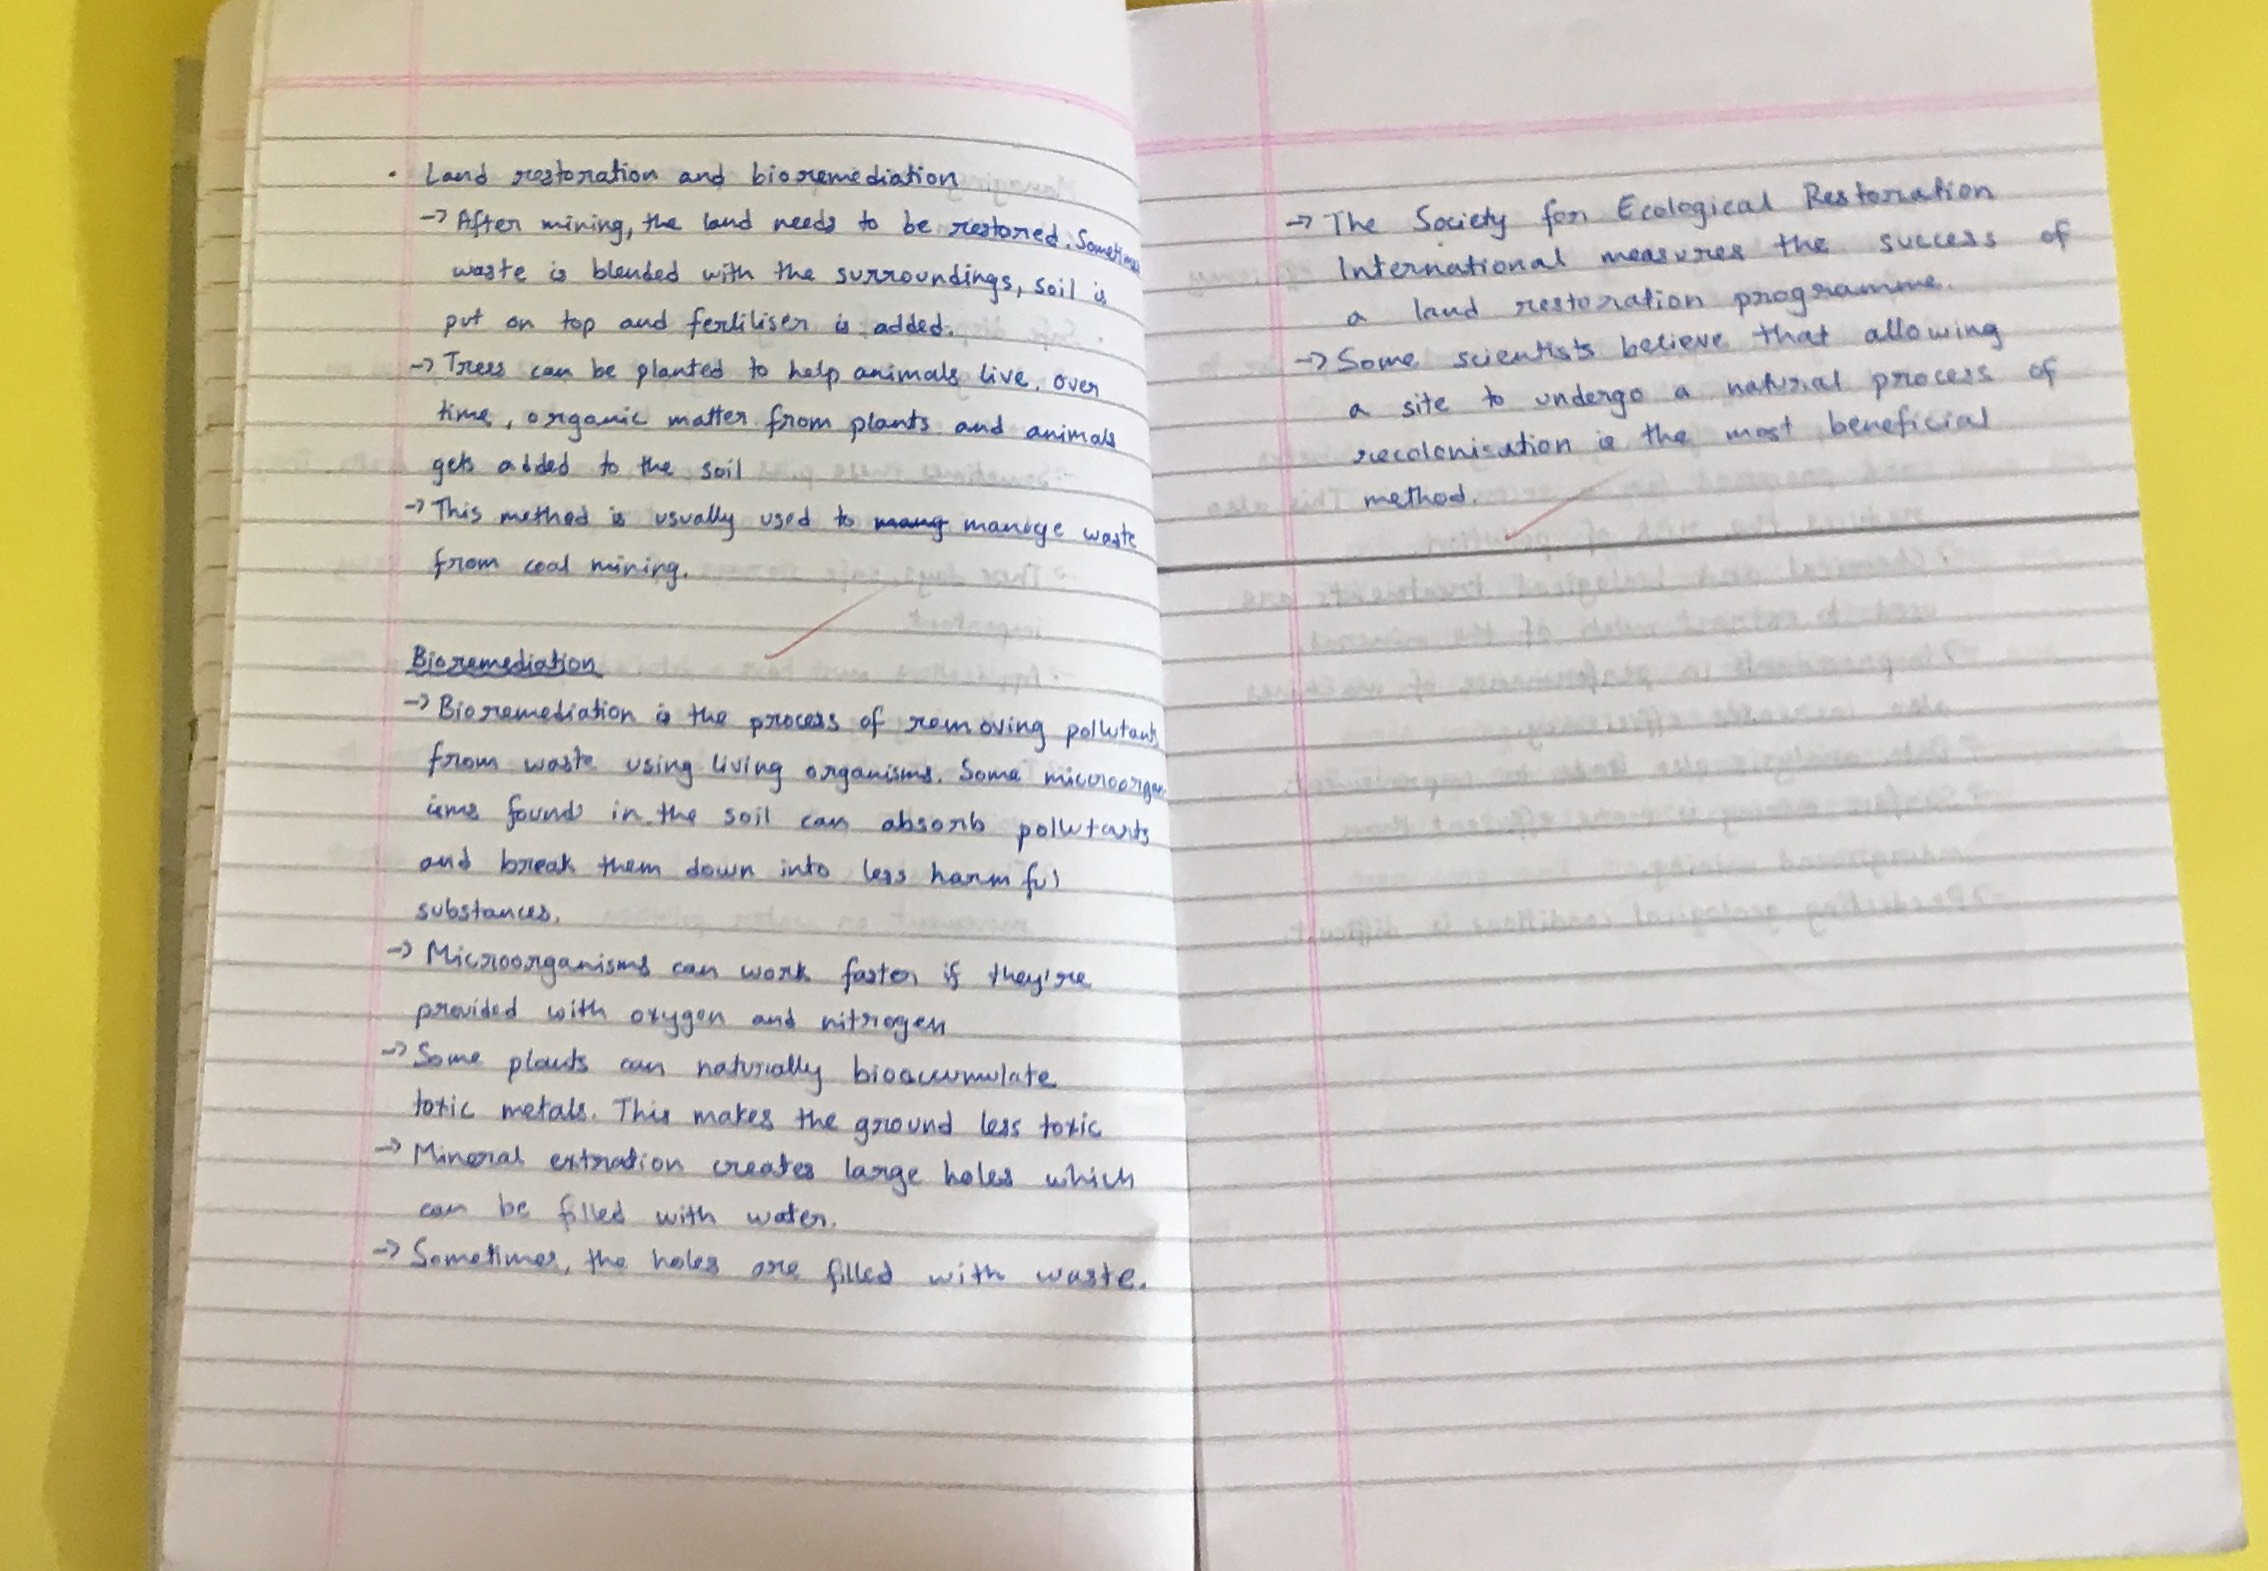 • Land restoration and bioremediation
→ After mining, the land needs to be restored. Sometimes
waste is blended with the surroundings, soil is
put on top and fertiliser is added.
→ Trees can be planted to help animals live. over
time, organic matter from plants and animals
gets added to the soil
→ This method is usually used to manage waste
from coal mining.
Bioremediation
→ Bioremediation is the process of removing pollutants
from waste using living organisms. Some microorgan
isms found in the soil can absorb pollutants
and break them down into less harmful
substances.
→ Microorganisms can work faster if they're
provided with oxygen and nitrogen
→ Some plants can naturally bioaccumulate
toxic metals. This makes the ground less toxic
→ Mineral extration creates large holes which
can be filled with water.
→ Sometimes, the holes are filled with waste.
→ The Society for Ecological Restoration
International measures the success of
a land restoration programme.
→ Some scientists believe that allowing
a site to undergo a natural process of
recolonisation is the most beneficial
method.